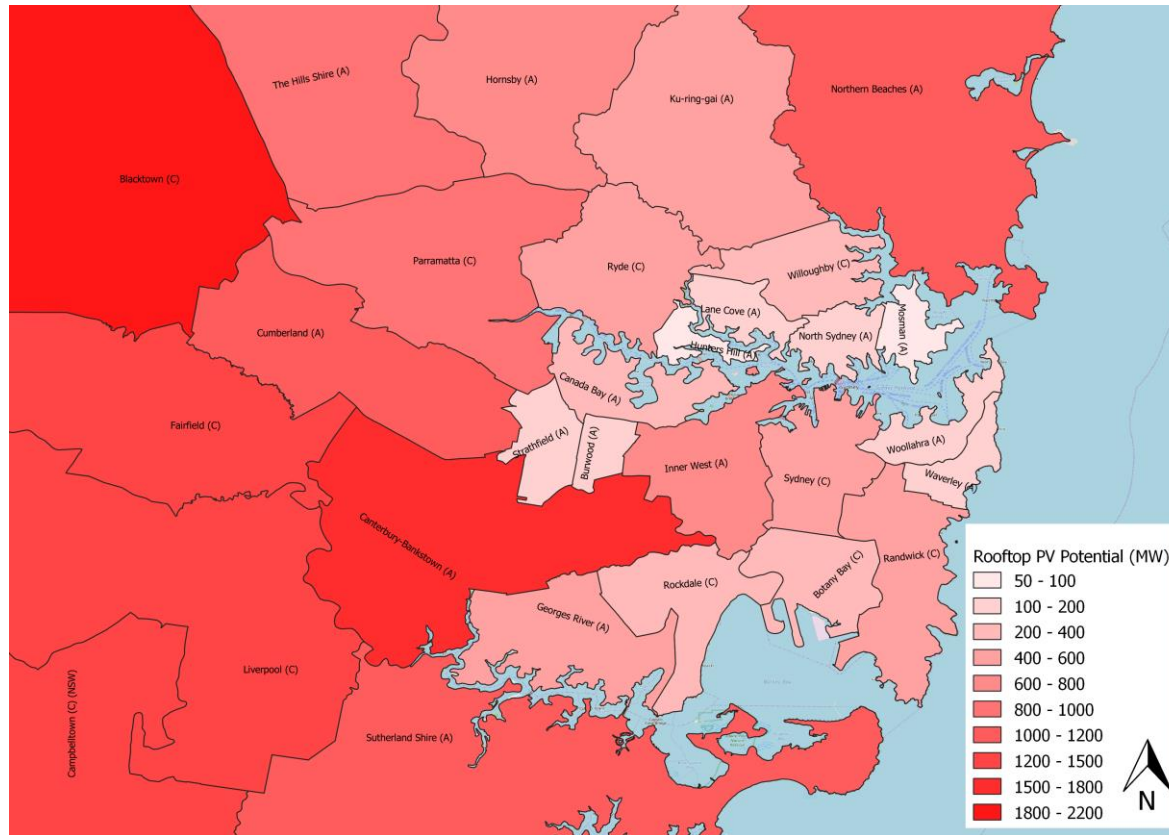 The Hills Shire (A)
Hornsby (A)
Ku-ring-gai (A)
Northern Beaches (A)
Blacktown (C)
Parramatta (C)
Ryde (C)
Willoughby (C)
Lane Cove (A)
Mosman (A)
Cumberland (A)
North Sydney (A)
Hunters Hill (A)
Canada Bay (A)
Fairfield (C)
Strathfield (A)
Burwood (A)
Woollahra (A)
Inner West (A)
Sydney (C)
Waverley (A)
Canterbury-Bankstown (A)
Randwick (C)
Rockdale (C)
Botany Bay (C)
Georges River (A)
Liverpool (C)
Campbelltown (C) (NSW)
Sutherland Shire (A)
Rooftop PV Potential (MW)
50 - 100
100 - 200
200 - 400
400 - 600
600 - 800
800 - 1000
1000 - 1200
1200 - 1500
1500 - 1800
1800 - 2200
N